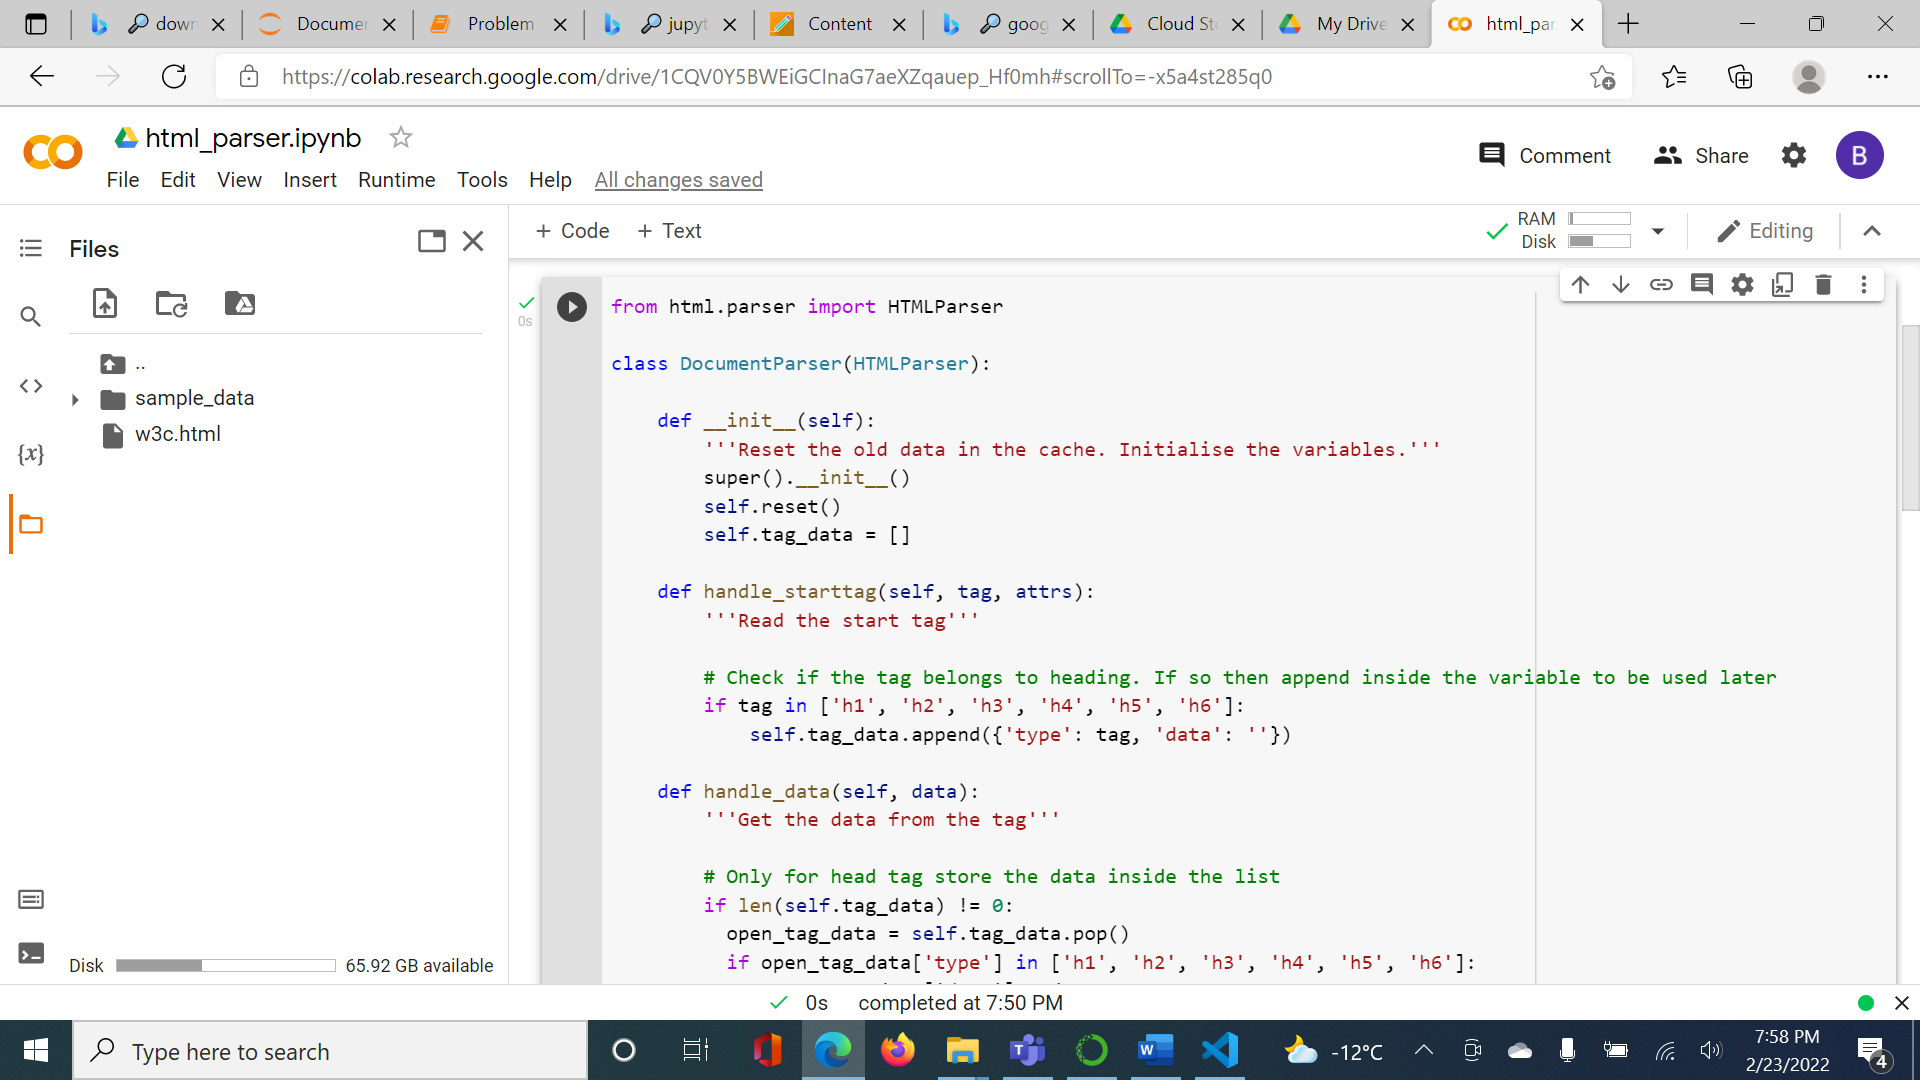 down
Documen
Problem
jupyt
Content
goog
Cloud St
My Drive
html_par
https://colab.research.google.com/drive/1CQV0Y5BWEiGCInaG7aeXZqauep_Hf0mh#scrollTo=-x5a4st285q0
html_parser.ipynb
Comment
Share
B
File Edit View Insert Runtime Tools Help All changes saved
Files
+ Code + Text
RAM
Disk
Editing
..
sample_data
w3c.html
{x}
0s
from html.parser import HTMLParser
class DocumentParser(HTMLParser):
def __init__(self):
'''Reset the old data in the cache. Initialise the variables.'''
super().__init__()
self.reset()
self.tag_data = []
def handle_starttag(self, tag, attrs):
'''Read the start tag'''
# Check if the tag belongs to heading. If so then append inside the variable to be used later
if tag in ['h1', 'h2', 'h3', 'h4', 'h5', 'h6']:
self.tag_data.append({'type': tag, 'data': ''})
def handle_data(self, data):
'''Get the data from the tag'''
# Only for head tag store the data inside the list
if len(self.tag_data) != 0:
open_tag_data = self.tag_data.pop()
if open_tag_data['type'] in ['h1', 'h2', 'h3', 'h4', 'h5', 'h6']:
Disk 65.92 GB available
0s completed at 7:50 PM
Type here to search
-12°C
7:58 PM
2/23/2022
4